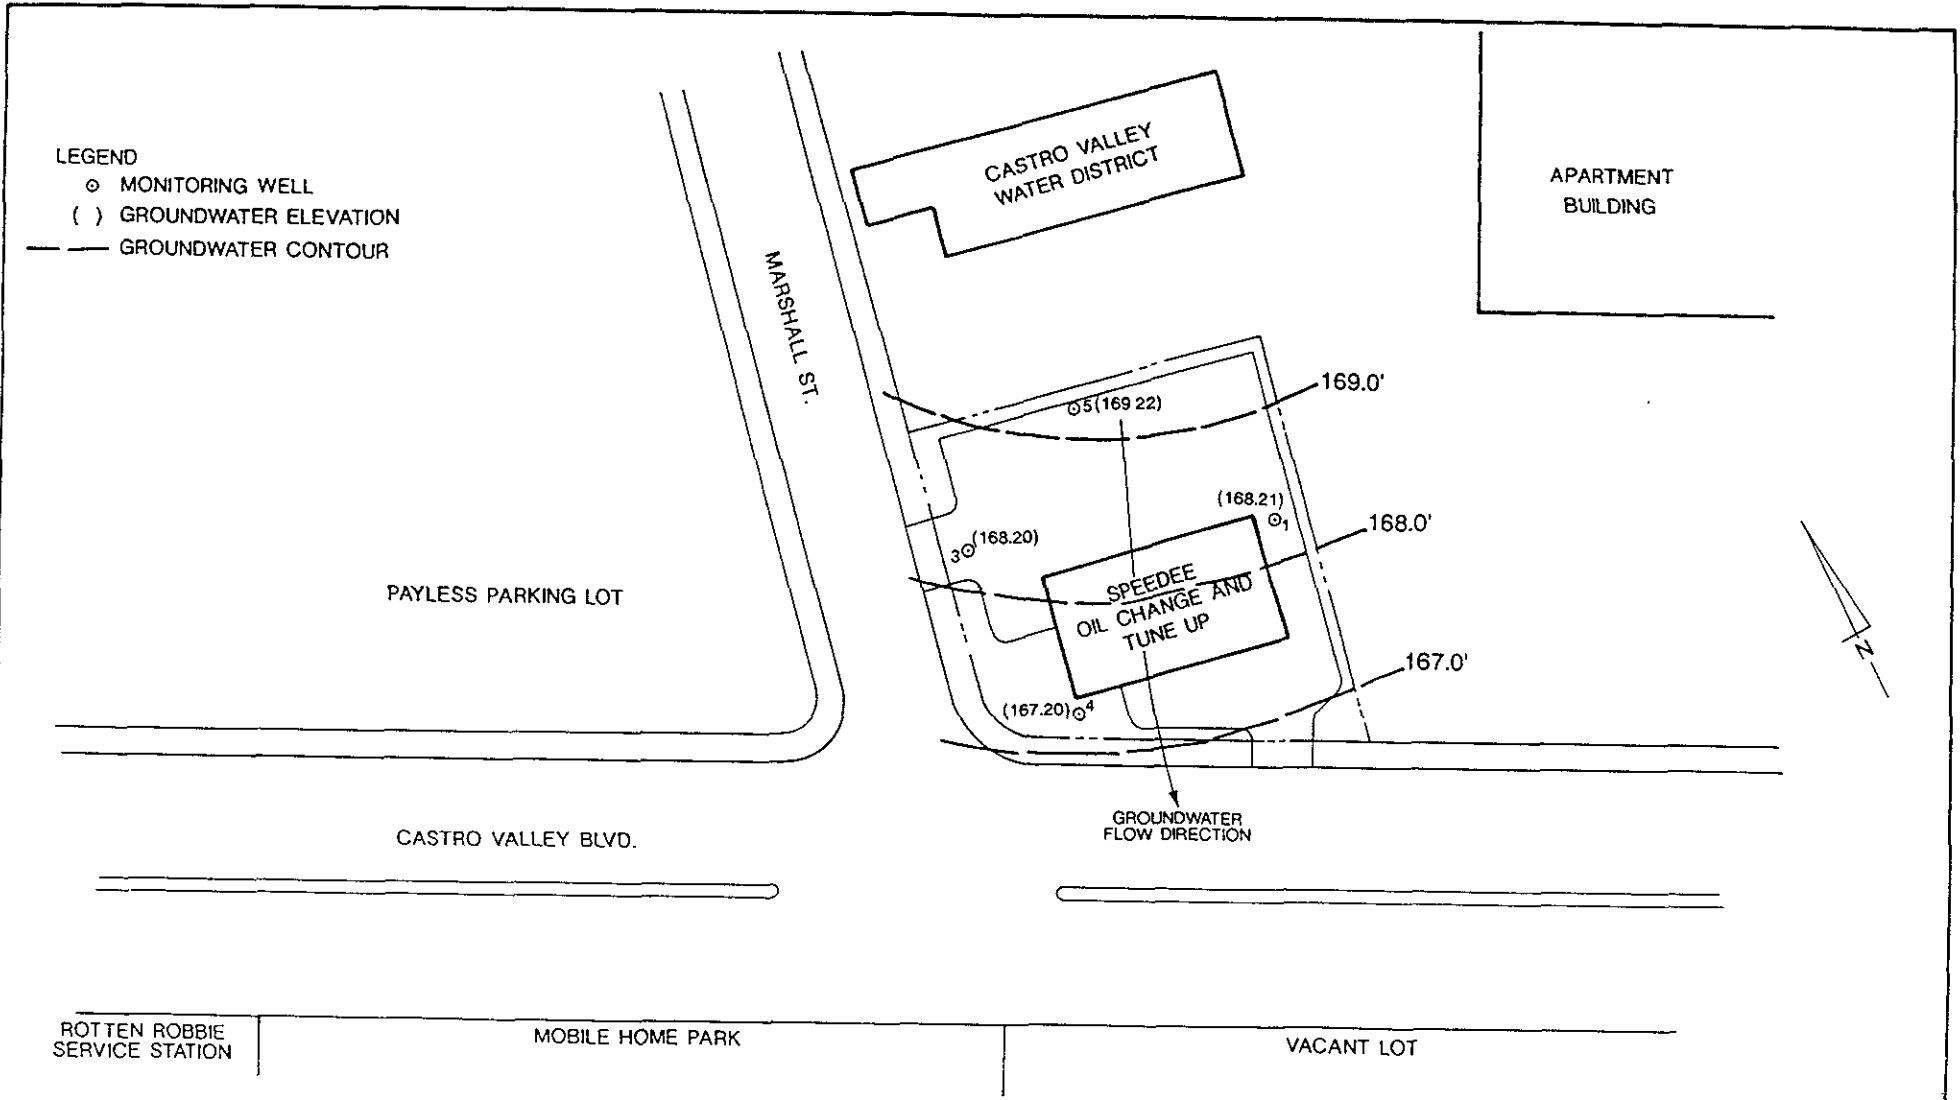 LEGEND
⊙ MONITORING WELL
( ) GROUNDWATER ELEVATION
GROUNDWATER CONTOUR
MARSHALL ST.
CASTRO VALLEY
WATER DISTRICT
APARTMENT
BUILDING
169.0'
5(169 22)
(168.21)
1
168.0'
3 (168.20)
PAYLESS PARKING LOT
SPEEDEE
OIL CHANGE AND
TUNE UP
167.0'
(167.20) 4
N
GROUNDWATER
FLOW DIRECTION
CASTRO VALLEY BLVD.
ROTTEN ROBBIE
SERVICE STATION
MOBILE HOME PARK
VACANT LOT